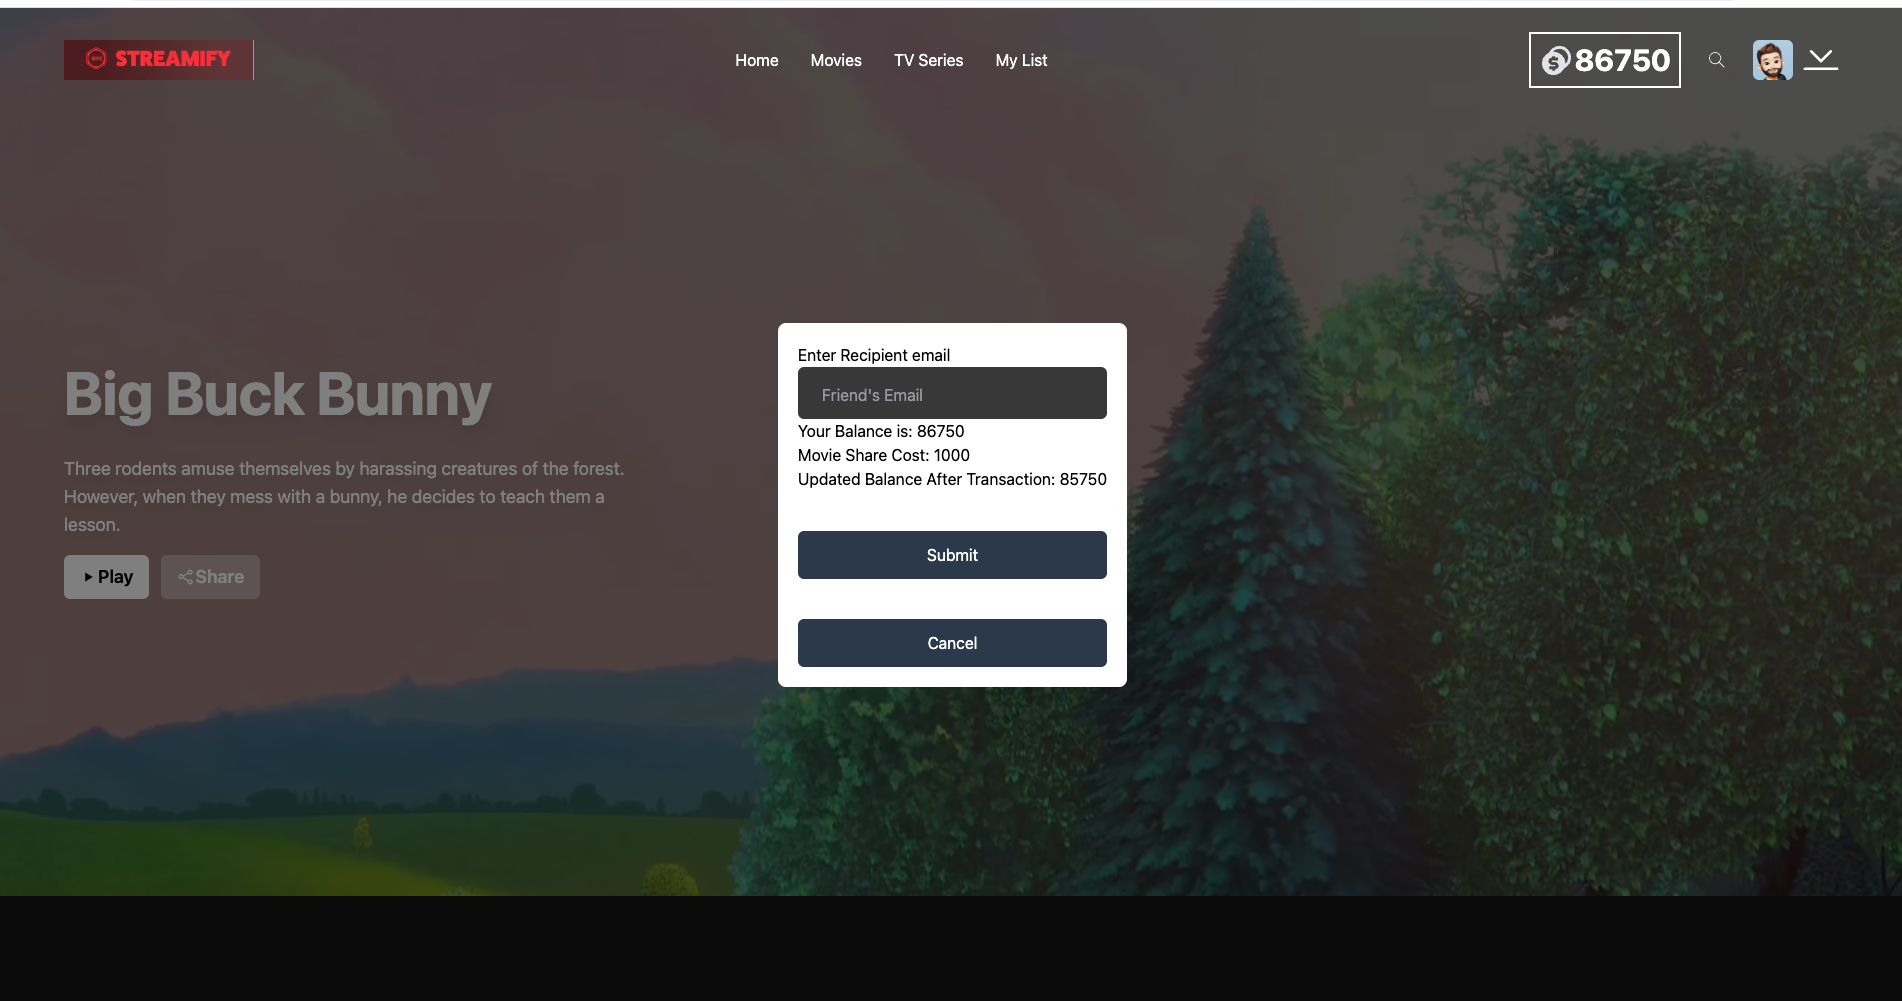 STREAMIFY
Home Movies TV Series My List
86750
Enter Recipient email
Friend's Email
Your Balance is: 86750
Movie Share Cost: 1000
Updated Balance After Transaction: 85750
Submit
Cancel
Big Buck Bunny
Three rodents amuse themselves by harassing creatures of the forest.
However, when they mess with a bunny, he decides to teach them a
lesson.
Play Share